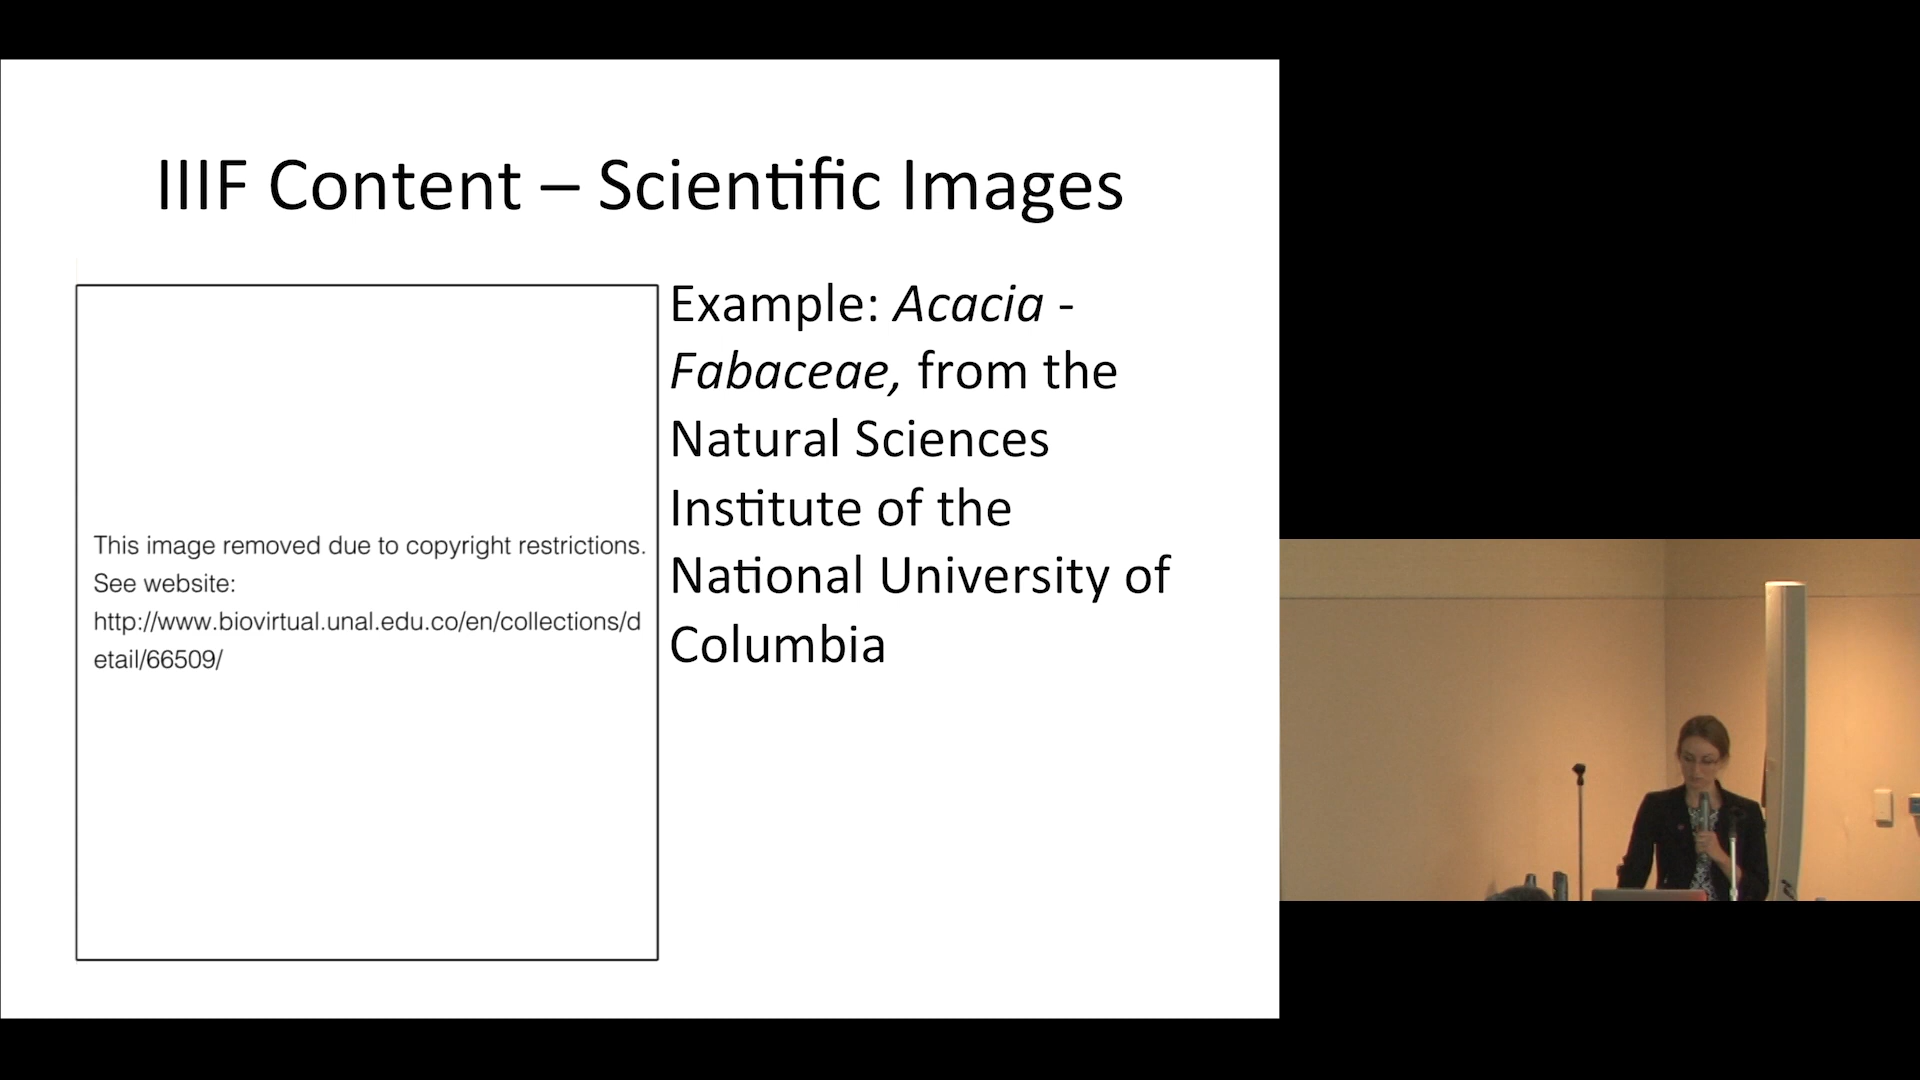 IIIF Content – Scientific Images
This image removed due to copyright restrictions.
See website:
http://www.biovirtual.unal.edu.co/en/collections/d
etail/66509/
Example: Acacia -
Fabaceae, from the
Natural Sciences
Institute of the
National University of
Columbia